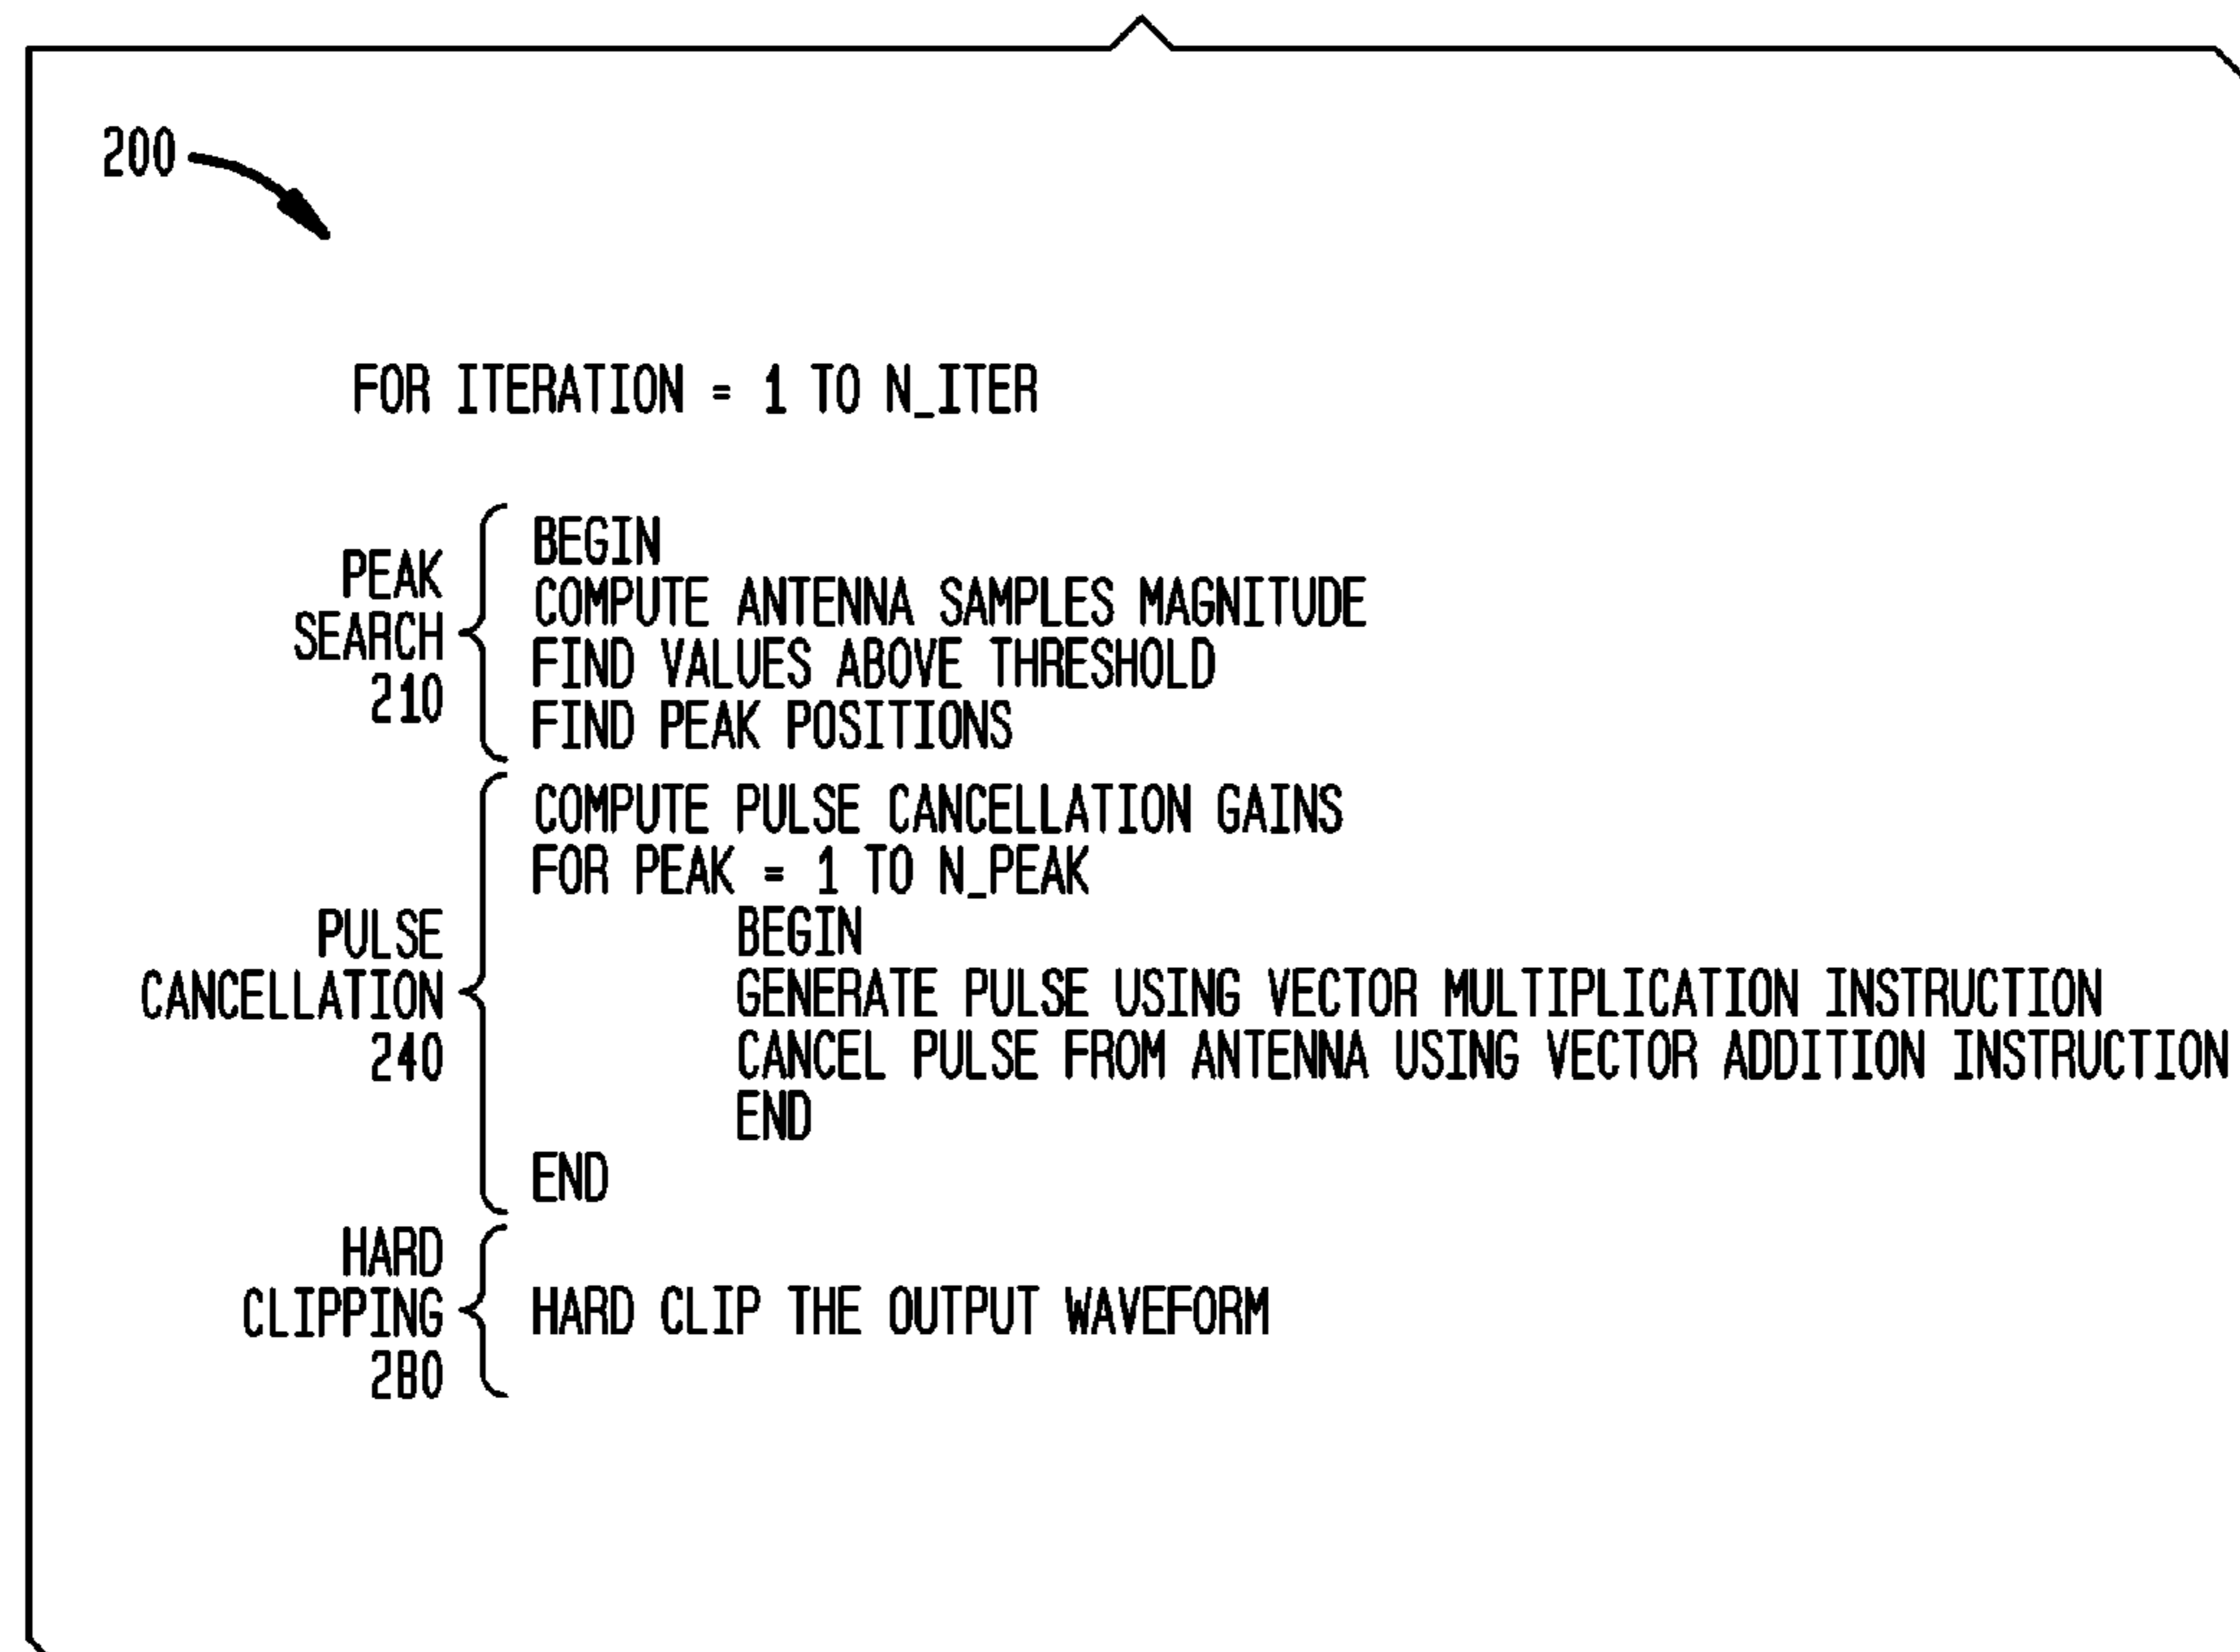 200
FOR ITERATION = 1 TO N_ITER
PEAK
SEARCH
210
BEGIN
COMPUTE ANTENNA SAMPLES MAGNITUDE
FIND VALUES ABOVE THRESHOLD
FIND PEAK POSITIONS
PULSE
CANCELLATION
240
COMPUTE PULSE CANCELLATION GAINS
FOR PEAK = 1 TO N_PEAK
BEGIN
GENERATE PULSE USING VECTOR MULTIPLICATION INSTRUCTION
CANCEL PULSE FROM ANTENNA USING VECTOR ADDITION INSTRUCTION
END
END
HARD
CLIPPING
280
HARD CLIP THE OUTPUT WAVEFORM